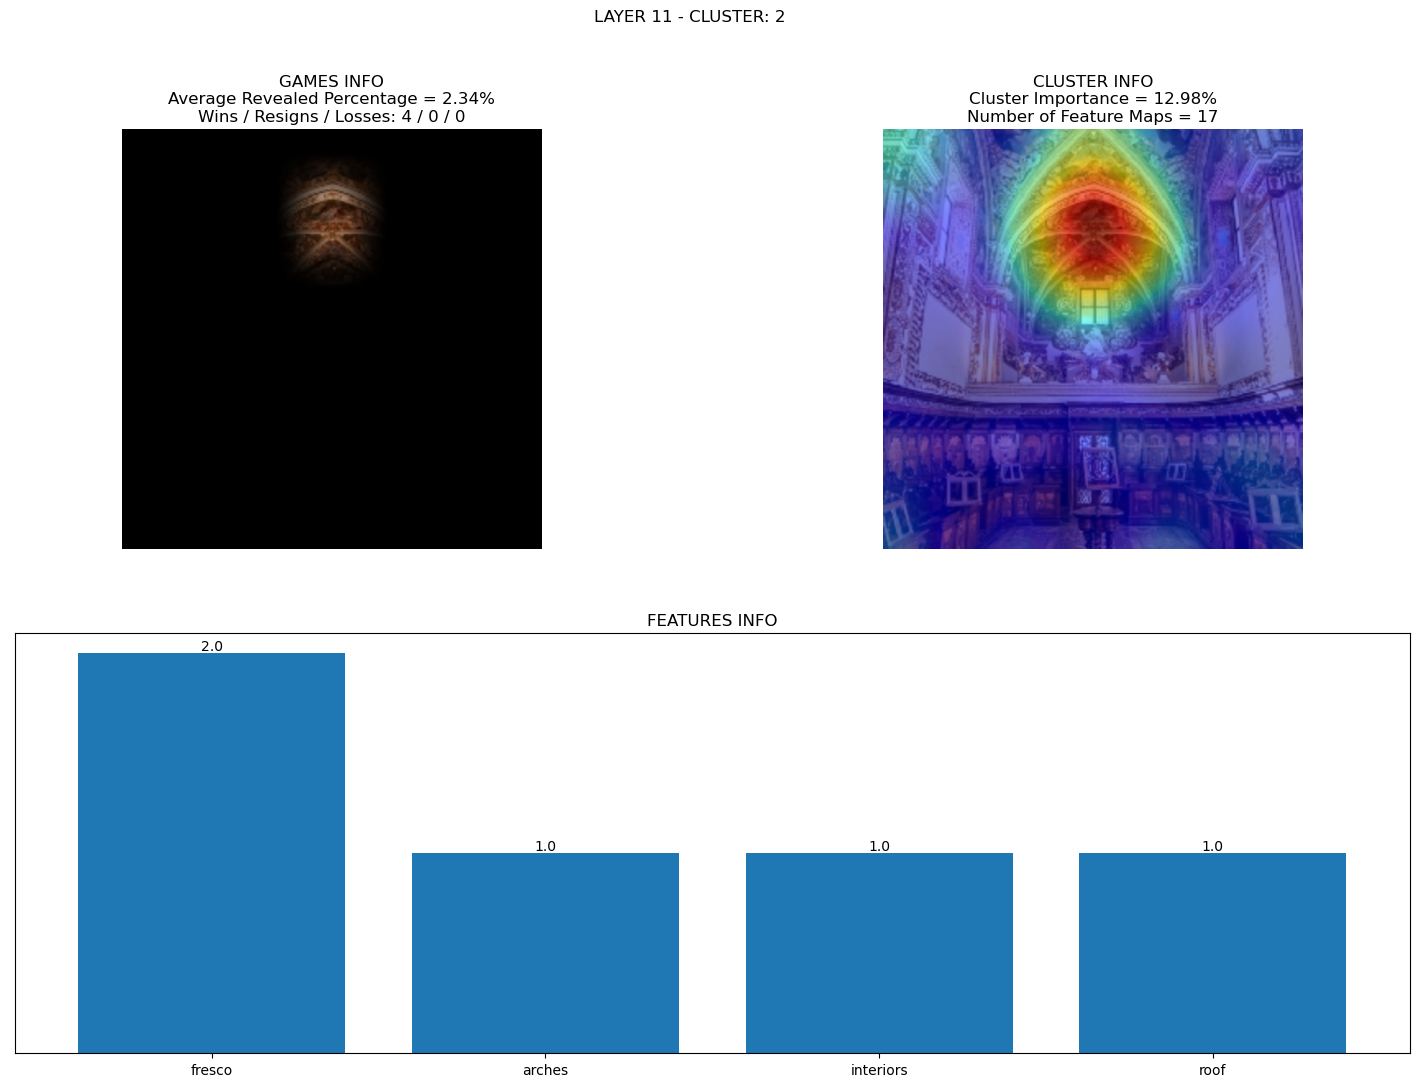 LAYER 11 - CLUSTER: 2
GAMES INFO
Average Revealed Percentage = 2.34%
Wins / Resigns / Losses: 4 / 0 / 0
CLUSTER INFO
Cluster Importance = 12.98%
Number of Feature Maps = 17
FEATURES INFO
2.0
1.0
1.0
1.0
fresco
arches
interiors
roof